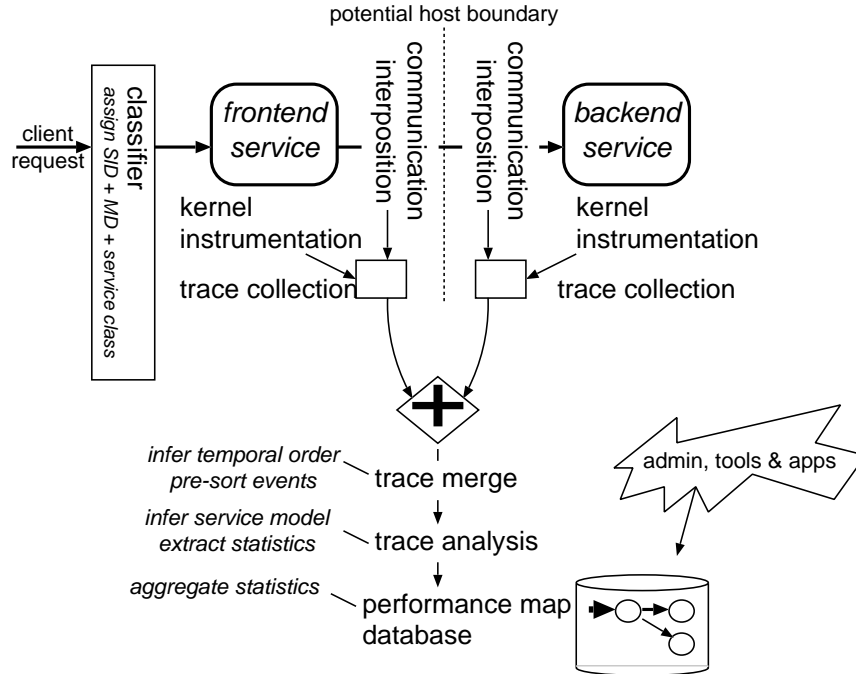 potential host boundary
client
request
classifier
assign SID + MD + service class
frontend
service
communication
interposition
communication
interposition
backend
service
kernel
instrumentation
kernel
instrumentation
trace collection
trace collection
infer temporal order
pre-sort events
trace merge
admin, tools & apps
infer service model
extract statistics
trace analysis
aggregate statistics
performance map
database